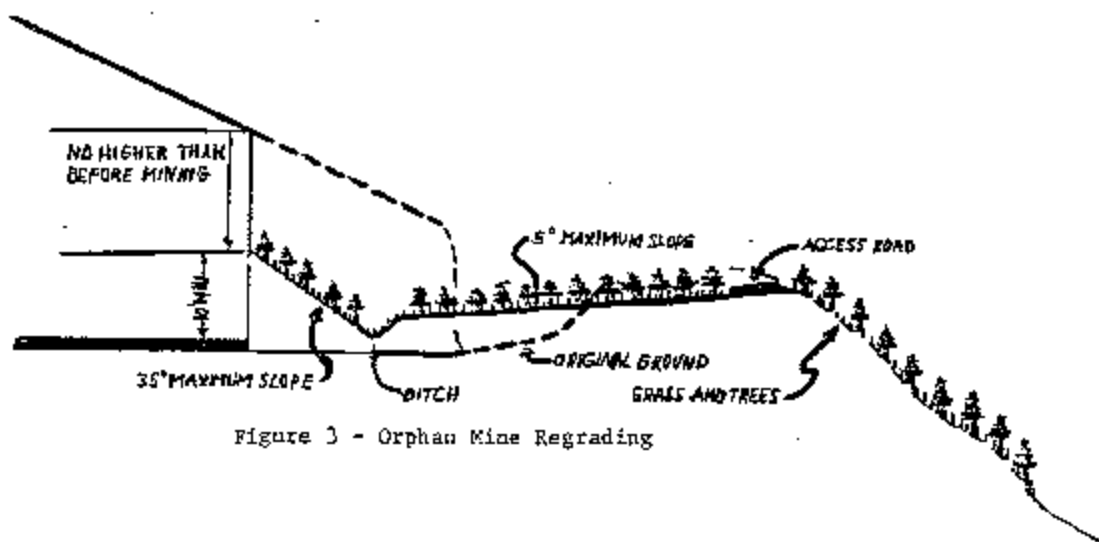 NO HIGHER THAN
BEFORE MINING
5° MAXIMUM SLOPE
ACCESS ROAD
35° MAXIMUM SLOPE
DITCH
ORIGINAL GROUND
GRASS AND TREES
Figure 3 - Orphan Mine Regrading